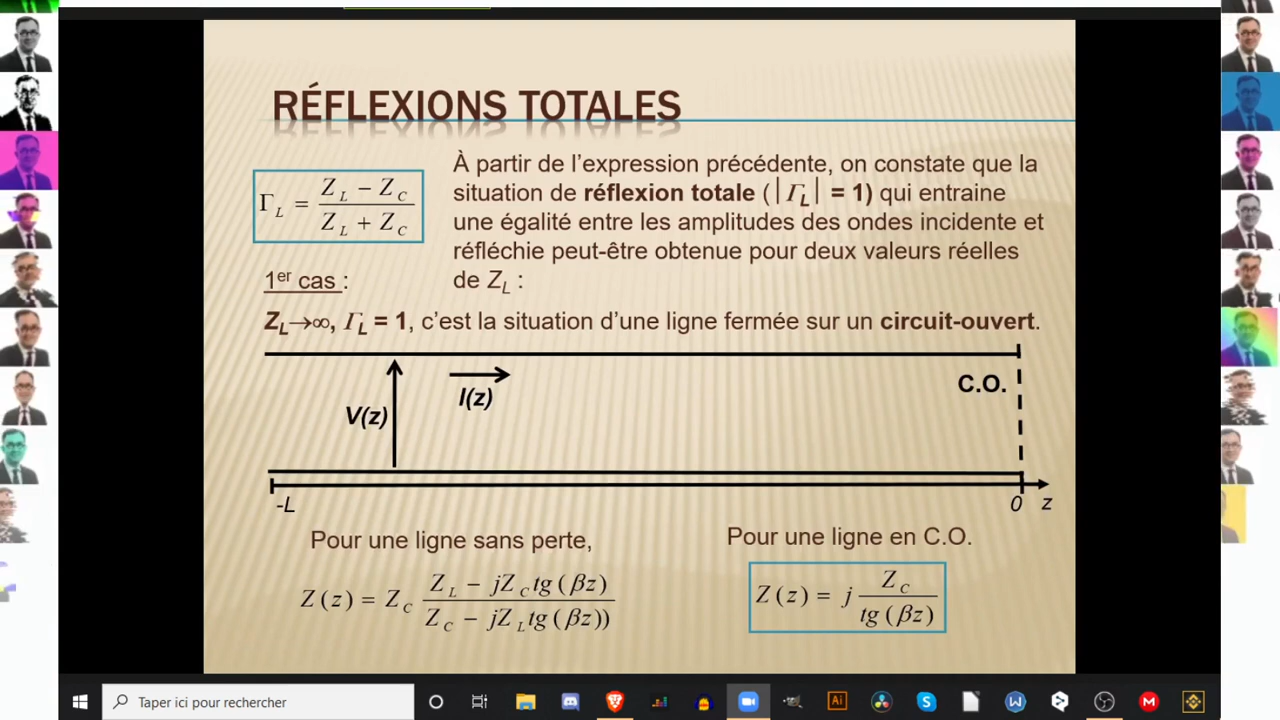 RÉFLEXIONS TOTALES
À partir de l'expression précédente, on constate que la
situation de réflexion totale (|Γ_L| = 1) qui entraine
une égalité entre les amplitudes des ondes incidente et
réfléchie peut-être obtenue pour deux valeurs réelles
de Z_L :
Γ_L = (Z_L − Z_C) / (Z_L + Z_C)
1er cas :
Z_L→∞, Γ_L = 1, c'est la situation d'une ligne fermée sur un circuit-ouvert.
I(z)
C.O.
V(z)
-L
0 z
Pour une ligne sans perte,
Z(z) = Z_C (Z_L − jZ_C tg(βz)) / (Z_C − jZ_L tg(βz)))
Pour une ligne en C.O.
Z(z) = j Z_C / tg(βz)
Taper ici pour rechercher
Ai